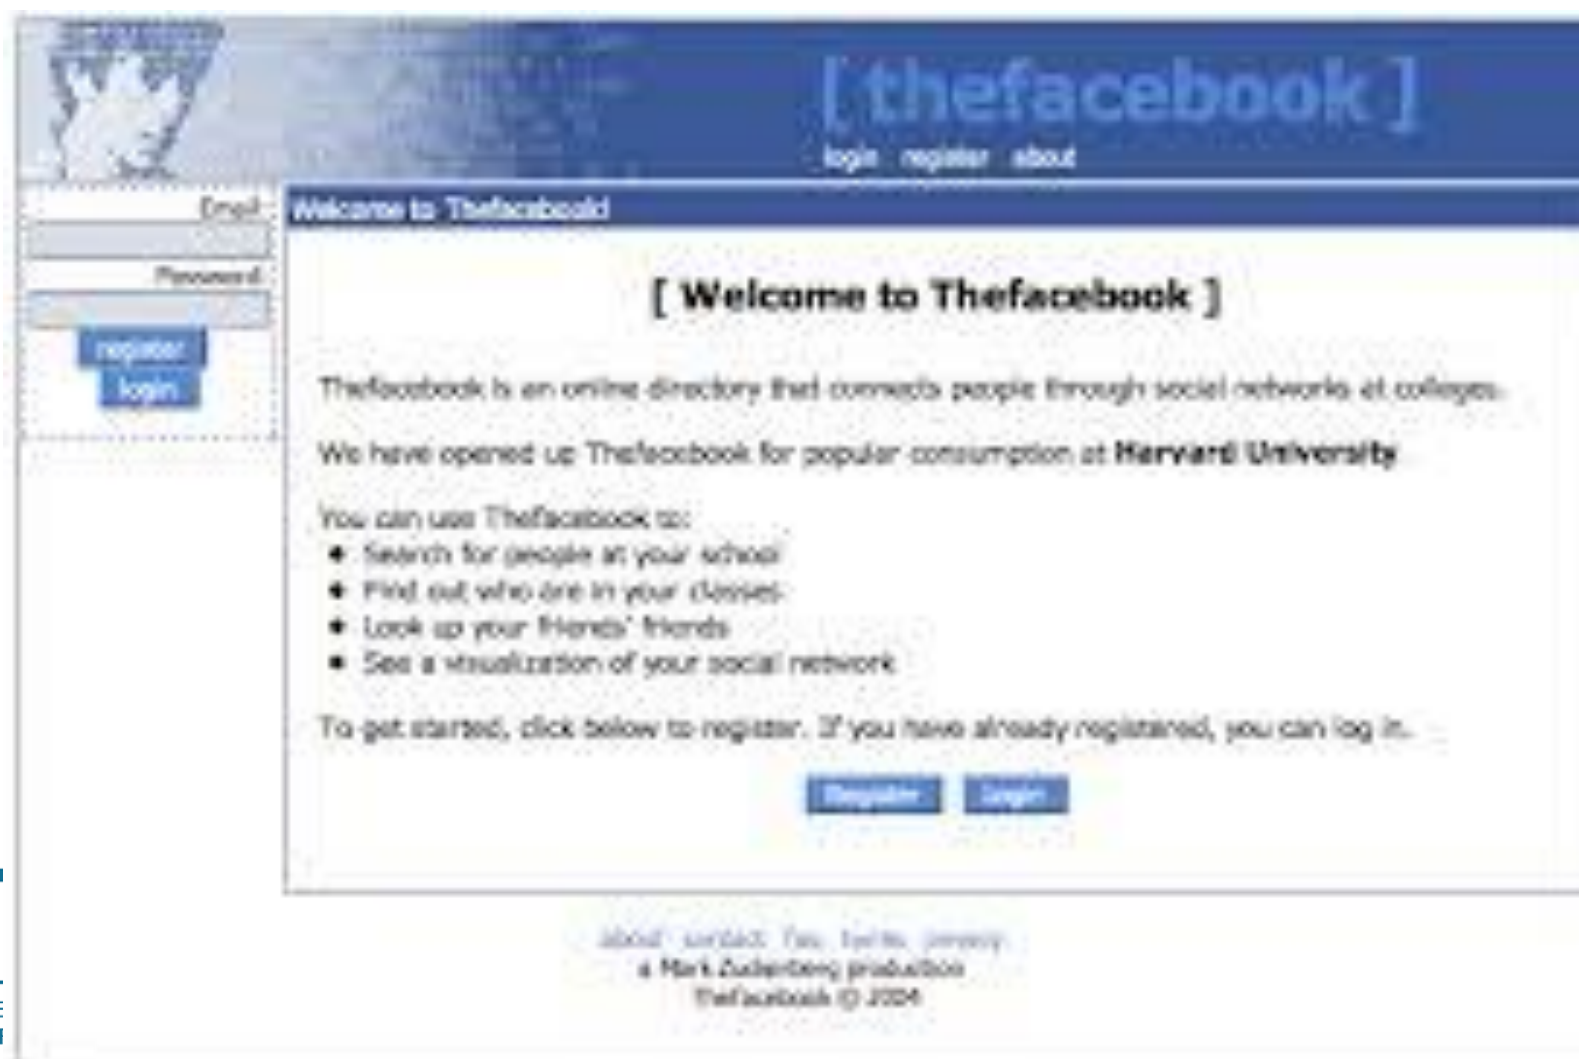 [ thefacebook ]
login register about
Email:
Password:
register
login
Welcome to Thefacebook!
[ Welcome to Thefacebook ]
Thefacebook is an online directory that connects people through social networks at colleges.
We have opened up Thefacebook for popular consumption at Harvard University
You can use Thefacebook to:
• Search for people at your school
• Find out who are in your classes
• Look up your friends' friends
• See a visualization of your social network
To get started, click below to register. If you have already registered, you can log in.
Register Login
about contact faq terms privacy
a Mark Zuckerberg production
Thefacebook © 2004